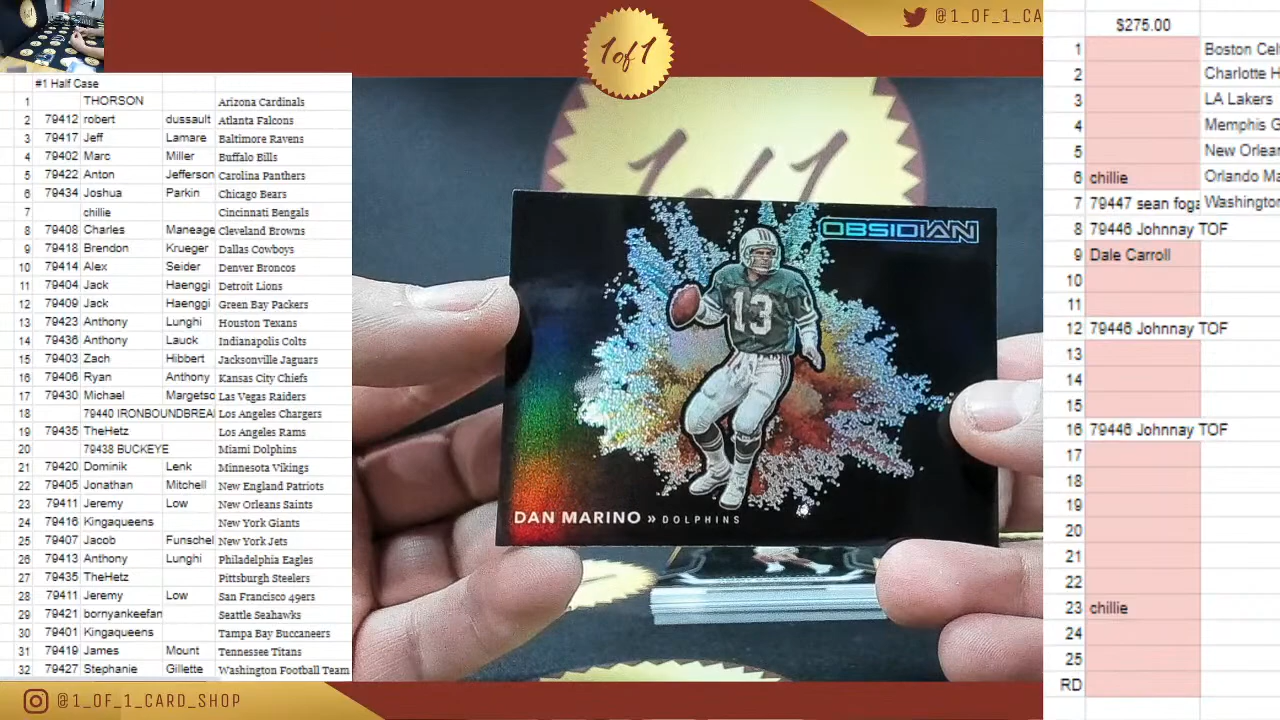 1of1
@1_OF_1_CA
#1 Half Case
1 THORSON Arizona Cardinals
2 79412 robert dussault Atlanta Falcons
3 79417 Jeff Lamare Baltimore Ravens
4 79402 Marc Miller Buffalo Bills
5 79422 Anton Jefferson Carolina Panthers
6 79434 Joshua Parkin Chicago Bears
7 chillie Cincinnati Bengals
8 79408 Charles Maneage Cleveland Browns
9 79418 Brendon Krueger Dallas Cowboys
10 79414 Alex Seider Denver Broncos
11 79404 Jack Haenggi Detroit Lions
12 79409 Jack Haenggi Green Bay Packers
13 79423 Anthony Lunghi Houston Texans
14 79436 Anthony Lauck Indianapolis Colts
15 79403 Zach Hibbert Jacksonville Jaguars
16 79406 Ryan Anthony Kansas City Chiefs
17 79430 Michael Margetso Las Vegas Raiders
18 79440 IRONBOUNDBREA Los Angeles Chargers
19 79435 TheHetz Los Angeles Rams
20 79438 BUCKEYE Miami Dolphins
21 79420 Dominik Lenk Minnesota Vikings
22 79405 Jonathan Mitchell New England Patriots
23 79411 Jeremy Low New Orleans Saints
24 79416 Kingaqueens New York Giants
25 79407 Jacob Funschel New York Jets
26 79413 Anthony Lunghi Philadelphia Eagles
27 79435 TheHetz Pittsburgh Steelers
28 79411 Jeremy Low San Francisco 49ers
29 79421 bornyankeefan Seattle Seahawks
30 79401 Kingaqueens Tampa Bay Buccaneers
31 79419 James Mount Tennessee Titans
32 79427 Stephanie Gillette Washington Football Team
@1_OF_1_CARD_SHOP
1of1
OBSIDIAN
13
DAN MARINO » DOLPHINS
$275.00
1 Boston Cel
2 Charlotte H
3 LA Lakers
4 Memphis G
5 New Orlean
6 chillie Orlando Ma
7 79447 sean foga Washington
8 79446 Johnnay TOF
9 Dale Carroll
10
11
12 79446 Johnnay TOF
13
14
15
16 79446 Johnnay TOF
17
18
19
20
21
22
23 chillie
24
25
RD